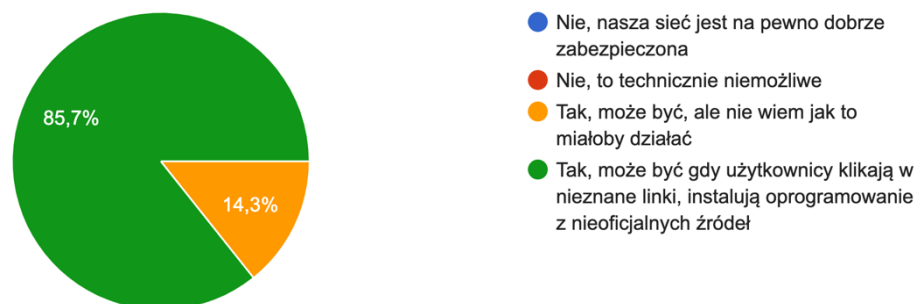 85,7%
14,3%
Nie, nasza sieć jest na pewno dobrze
zabezpieczona
Nie, to technicznie niemożliwe
Tak, może być, ale nie wiem jak to
miałoby działać
Tak, może być gdy użytkownicy klikają w
nieznane linki, instalują oprogramowanie
z nieoficjalnych źródeł